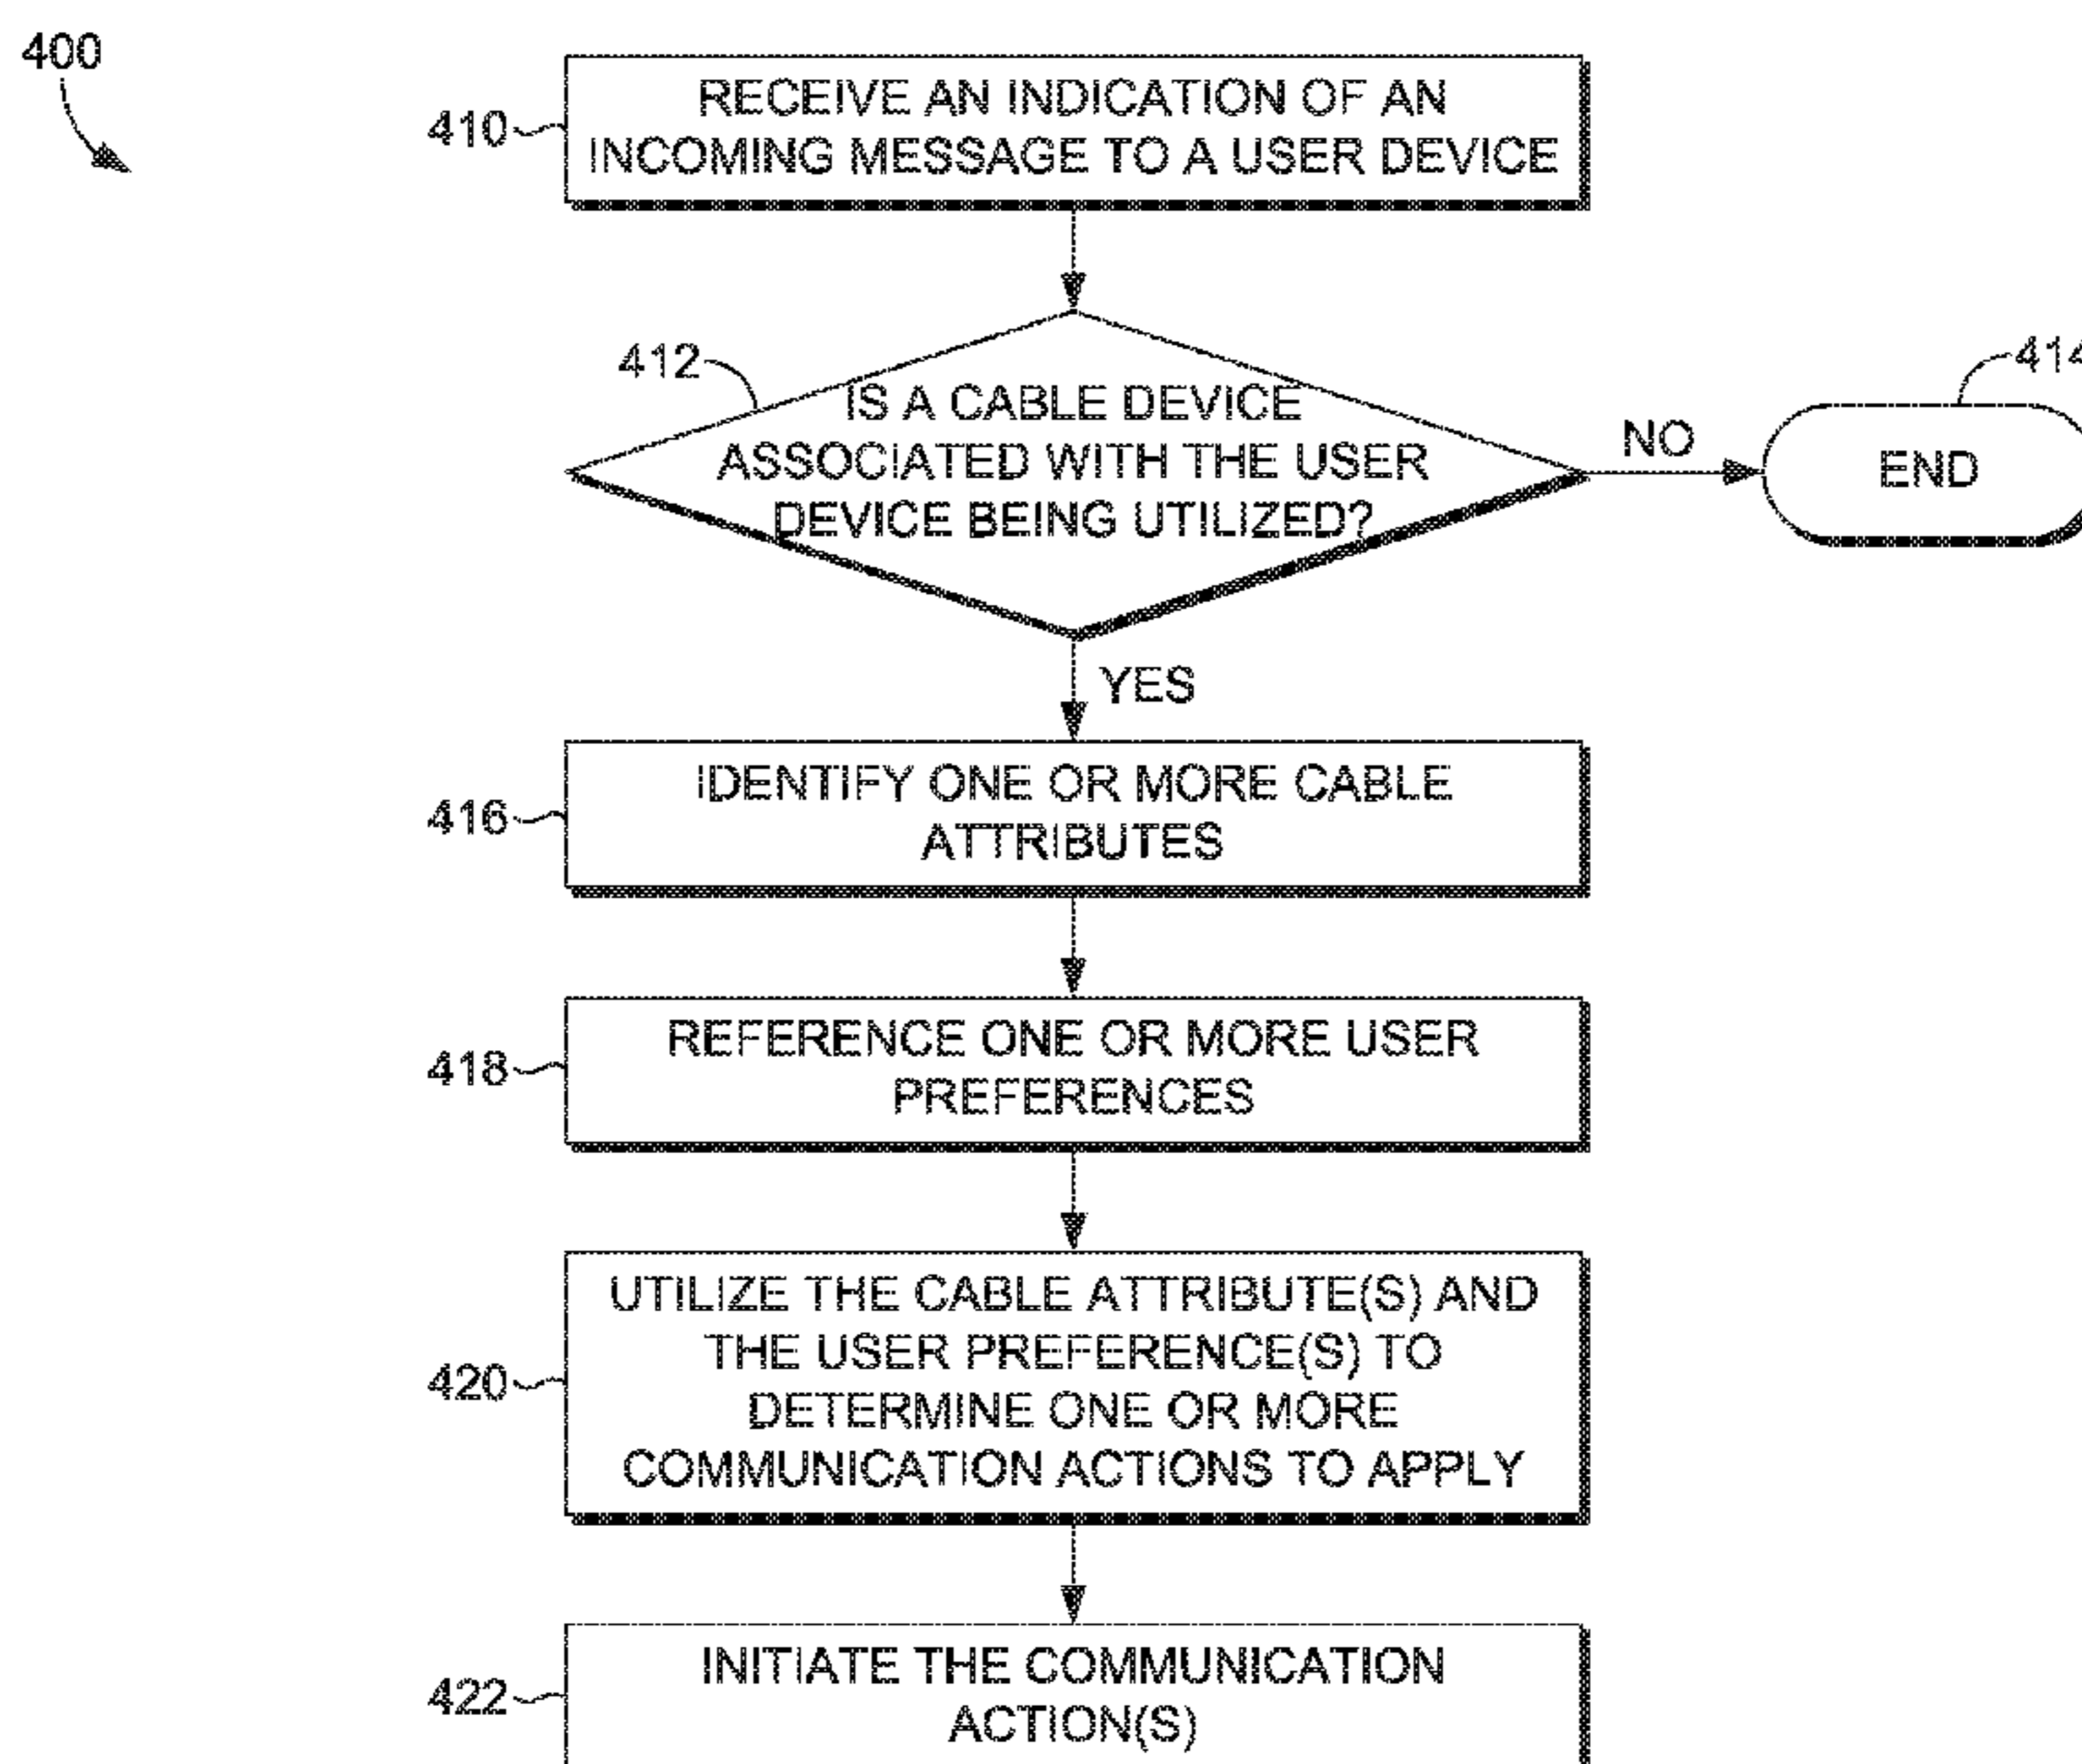 400
410
RECEIVE AN INDICATION OF AN
INCOMING MESSAGE TO A USER DEVICE
412
IS A CABLE DEVICE
ASSOCIATED WITH THE USER
DEVICE BEING UTILIZED?
NO
414
END
YES
416
IDENTIFY ONE OR MORE CABLE
ATTRIBUTES
418
REFERENCE ONE OR MORE USER
PREFERENCES
420
UTILIZE THE CABLE ATTRIBUTE(S) AND
THE USER PREFERENCE(S) TO
DETERMINE ONE OR MORE
COMMUNICATION ACTIONS TO APPLY
422
INITIATE THE COMMUNICATION
ACTION(S)